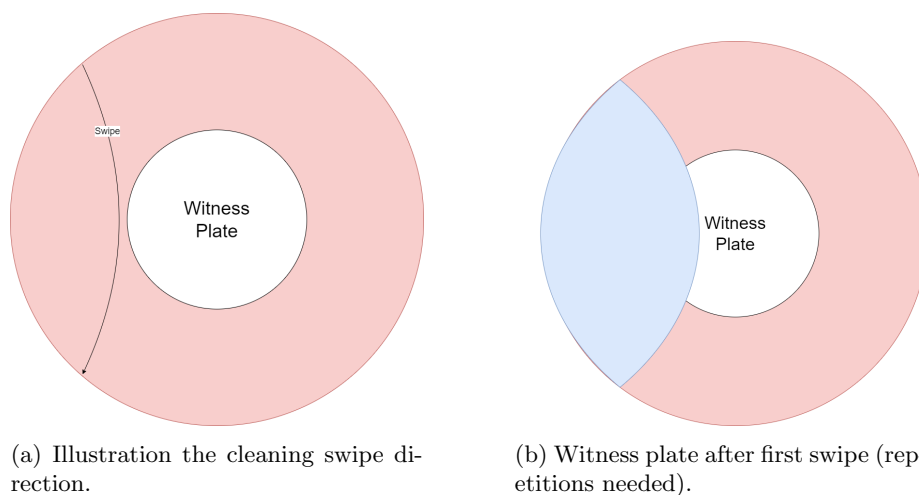 Swipe
Witness
Plate
Witness
Plate
(a) Illustration the cleaning swipe di-
rection.
(b) Witness plate after first swipe (rep
etitions needed).